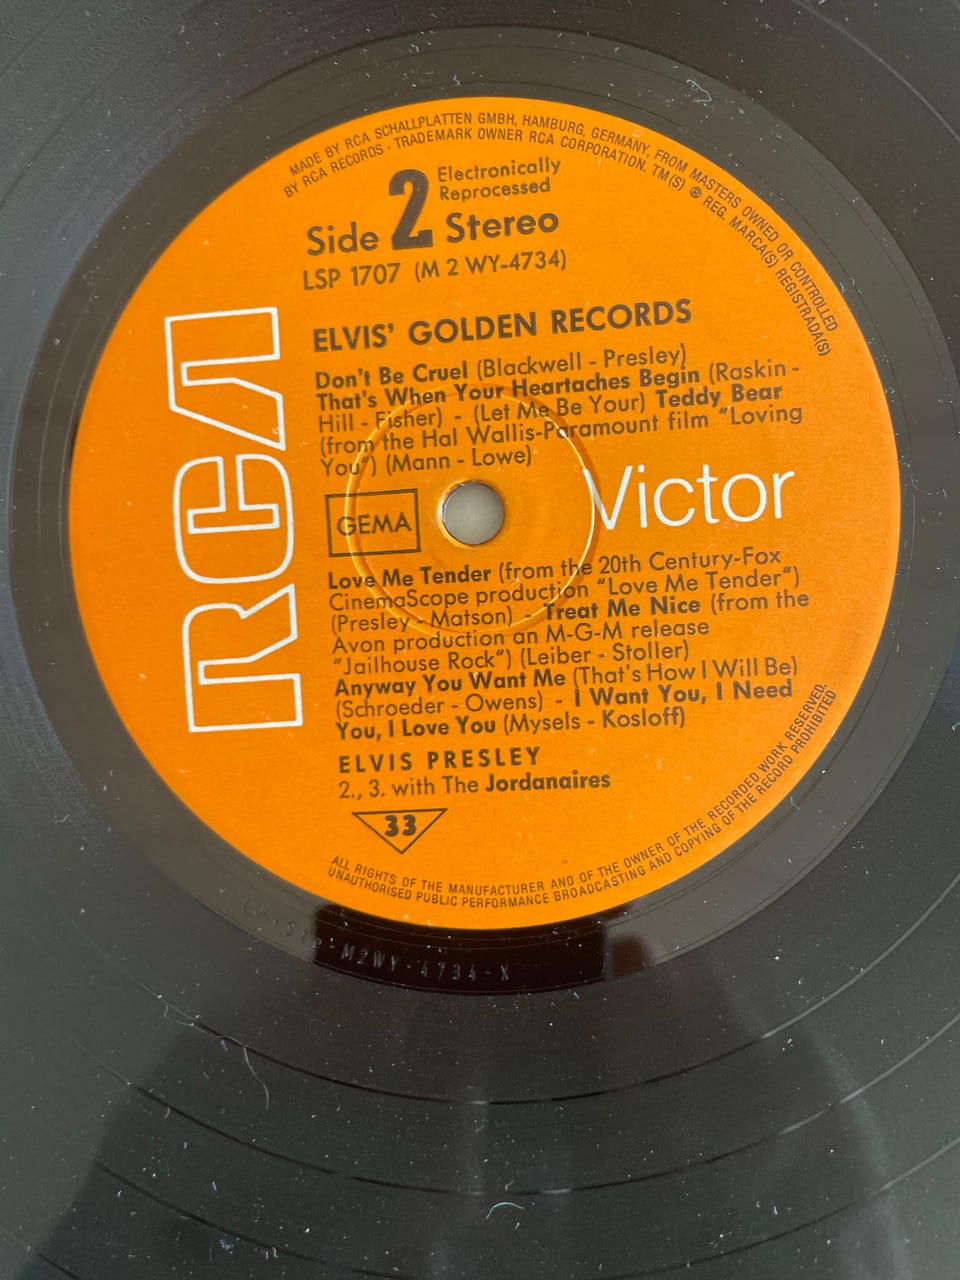 MADE BY RCA SCHALLPLATTEN GMBH, HAMBURG, GERMANY, FROM MASTERS OWNED OR CONTROLLED
BY RCA RECORDS · TRADEMARK OWNER RCA CORPORATION. TM(S) ® REG. MARCA(S) REGISTRADA(S)
Electronically
Reprocessed
Side 2 Stereo
LSP 1707 (M 2 WY-4734)
RCA
ELVIS' GOLDEN RECORDS
Don't Be Cruel (Blackwell - Presley)
That's When Your Heartaches Begin (Raskin -
Hill - Fisher) - (Let Me Be Your) Teddy Bear
(from the Hal Wallis-Paramount film "Loving
You") (Mann - Lowe)
GEMA
Victor
Love Me Tender (from the 20th Century-Fox
CinemaScope production "Love Me Tender")
(Presley - Matson) - Treat Me Nice (from the
Avon production an M-G-M release
"Jailhouse Rock") (Leiber - Stoller)
Anyway You Want Me (That's How I Will Be)
(Schroeder - Owens) - I Want You, I Need
You, I Love You (Mysels - Kosloff)
ELVIS PRESLEY
2., 3. with The Jordanaires
33
ALL RIGHTS OF THE MANUFACTURER AND OF THE OWNER OF THE RECORDED WORK RESERVED.
UNAUTHORISED PUBLIC PERFORMANCE BROADCASTING AND COPYING OF THE RECORD PROHIBITED
M2WY-4734-X